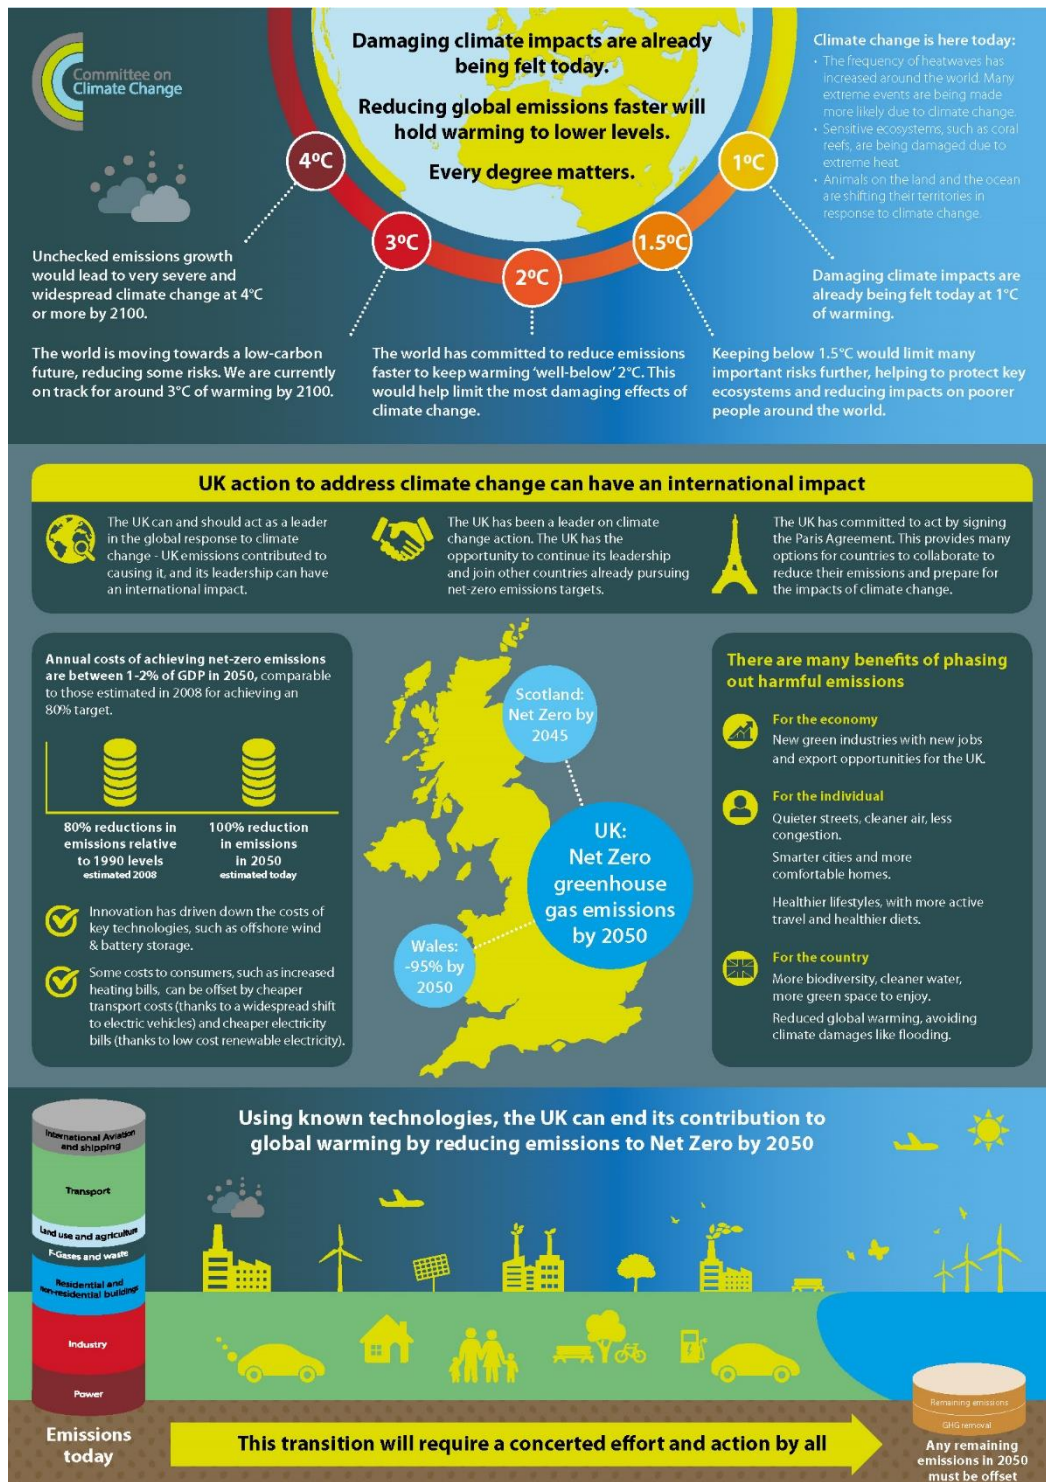 Committee on
Climate Change
Damaging climate impacts are already
being felt today.
Reducing global emissions faster will
hold warming to lower levels.
Every degree matters.
Climate change is here today:
• The frequency of heatwaves has
increased around the world. Many
extreme events are being made
more likely due to climate change.
• Sensitive ecosystems, such as coral
reefs, are being damaged due to
extreme heat.
• Animals on the land and the ocean
are shifting their territories in
response to climate change.
4ºC
3ºC
2ºC
1.5ºC
1ºC
Unchecked emissions growth
would lead to very severe and
widespread climate change at 4°C
or more by 2100.
The world is moving towards a low-carbon
future, reducing some risks. We are currently
on track for around 3°C of warming by 2100.
The world has committed to reduce emissions
faster to keep warming ‘well-below’ 2°C. This
would help limit the most damaging effects of
climate change.
Keeping below 1.5°C would limit many
important risks further, helping to protect key
ecosystems and reducing impacts on poorer
people around the world.
Damaging climate impacts are
already being felt today at 1°C
of warming.
UK action to address climate change can have an international impact
The UK can and should act as a leader
in the global response to climate
change - UK emissions contributed to
causing it, and its leadership can have
an international impact.
The UK has been a leader on climate
change action. The UK has the
opportunity to continue its leadership
and join other countries already pursuing
net-zero emissions targets.
The UK has committed to act by signing
the Paris Agreement. This provides many
options for countries to collaborate to
reduce their emissions and prepare for
the impacts of climate change.
Annual costs of achieving net-zero emissions
are between 1-2% of GDP in 2050, comparable
to those estimated in 2008 for achieving an
80% target.
80% reductions in
emissions relative
to 1990 levels
estimated 2008
100% reduction
in emissions
in 2050
estimated today
Innovation has driven down the costs of
key technologies, such as offshore wind
& battery storage.
Some costs to consumers, such as increased
heating bills, can be offset by cheaper
transport costs (thanks to a widespread shift
to electric vehicles) and cheaper electricity
bills (thanks to low cost renewable electricity).
Scotland:
Net Zero by
2045
UK:
Net Zero
greenhouse
gas emissions
by 2050
Wales:
-95% by
2050
There are many benefits of phasing
out harmful emissions
For the economy
New green industries with new jobs
and export opportunities for the UK.
For the individual
Quieter streets, cleaner air, less
congestion.
Smarter cities and more
comfortable homes.
Healthier lifestyles, with more active
travel and healthier diets.
For the country
More biodiversity, cleaner water,
more green space to enjoy.
Reduced global warming, avoiding
climate damages like flooding.
Using known technologies, the UK can end its contribution to
global warming by reducing emissions to Net Zero by 2050
International Aviation
and shipping
Transport
Land use and agriculture
F-Gases and waste
Residential and
non-residential buildings
Industry
Power
Emissions
today
This transition will require a concerted effort and action by all
Remaining emissions
GHG removal
Any remaining
emissions in 2050
must be offset